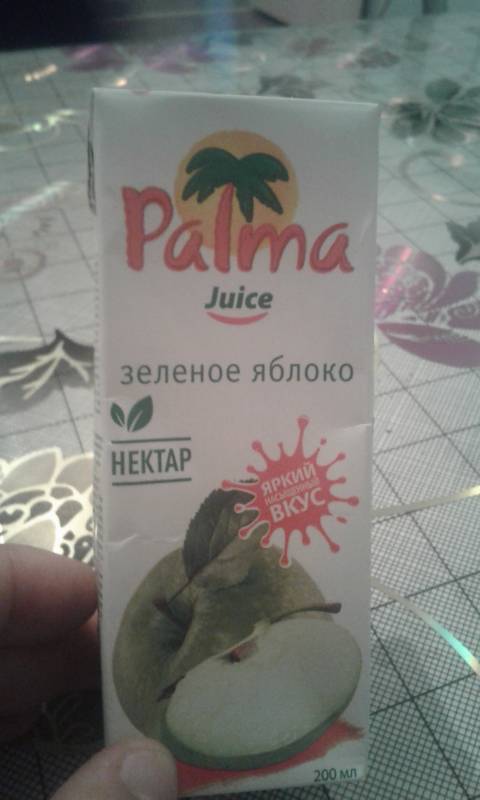 Palma
Juice
зеленое яблоко
НЕКТАР
ЯРКИЙ
НАСЫЩЕННЫЙ
ВКУС
200 мл